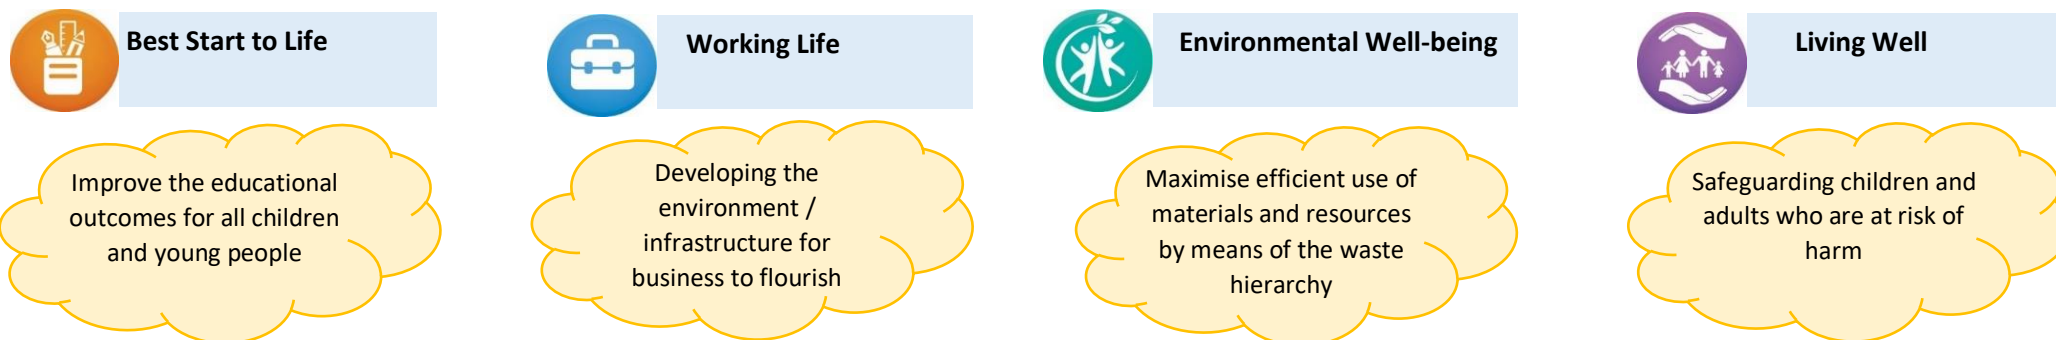 Best Start to Life
Improve the educational
outcomes for all children
and young people
Working Life
Developing the
environment /
infrastructure for
business to flourish
Environmental Well-being
Maximise efficient use of
materials and resources
by means of the waste
hierarchy
Living Well
Safeguarding children and
adults who are at risk of
harm